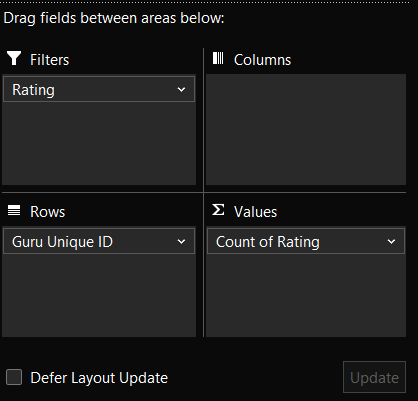 Drag fields between areas below:
Filters
Columns
Rating
Rows
Values
Guru Unique ID
Count of Rating
Defer Layout Update
Update